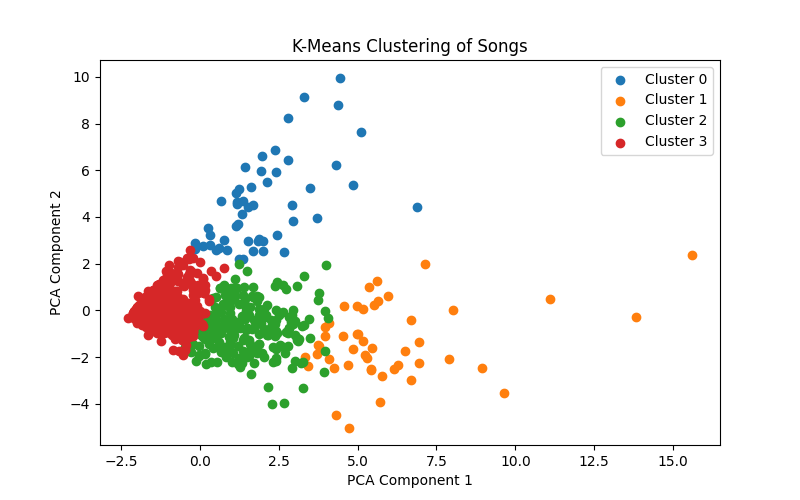 K-Means Clustering of Songs
Cluster 0
Cluster 1
Cluster 2
Cluster 3
PCA Component 2
10
8
6
4
2
0
−2
−4
−2.5 0.0 2.5 5.0 7.5 10.0 12.5 15.0
PCA Component 1